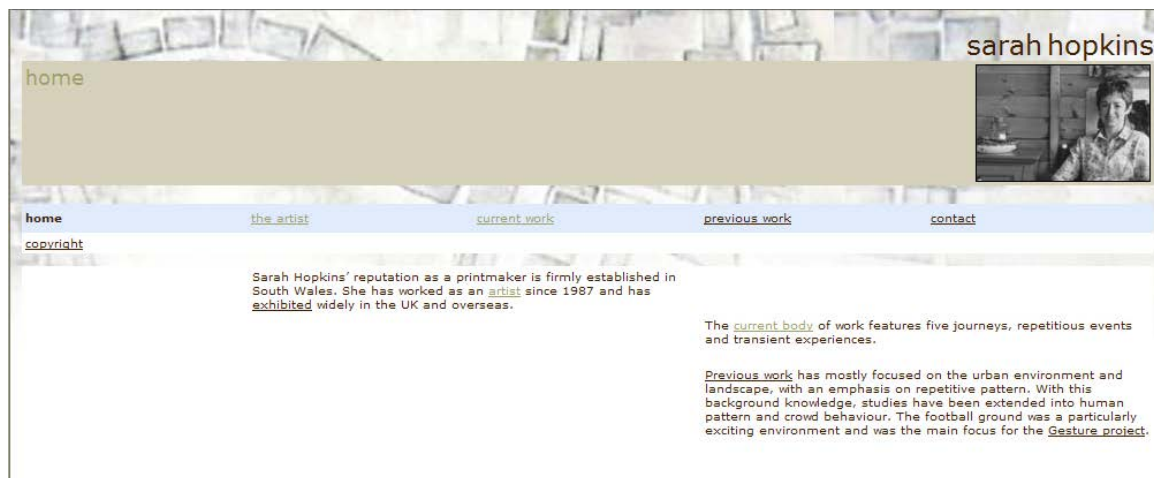 sarah hopkins
home
home the artist current work previous work contact
copyright
Sarah Hopkins’ reputation as a printmaker is firmly established in
South Wales. She has worked as an artist since 1987 and has
exhibited widely in the UK and overseas.
The current body of work features five journeys, repetitious events
and transient experiences.
Previous work has mostly focused on the urban environment and
landscape, with an emphasis on repetitive pattern. With this
background knowledge, studies have been extended into human
pattern and crowd behaviour. The football ground was a particularly
exciting environment and was the main focus for the Gesture project.